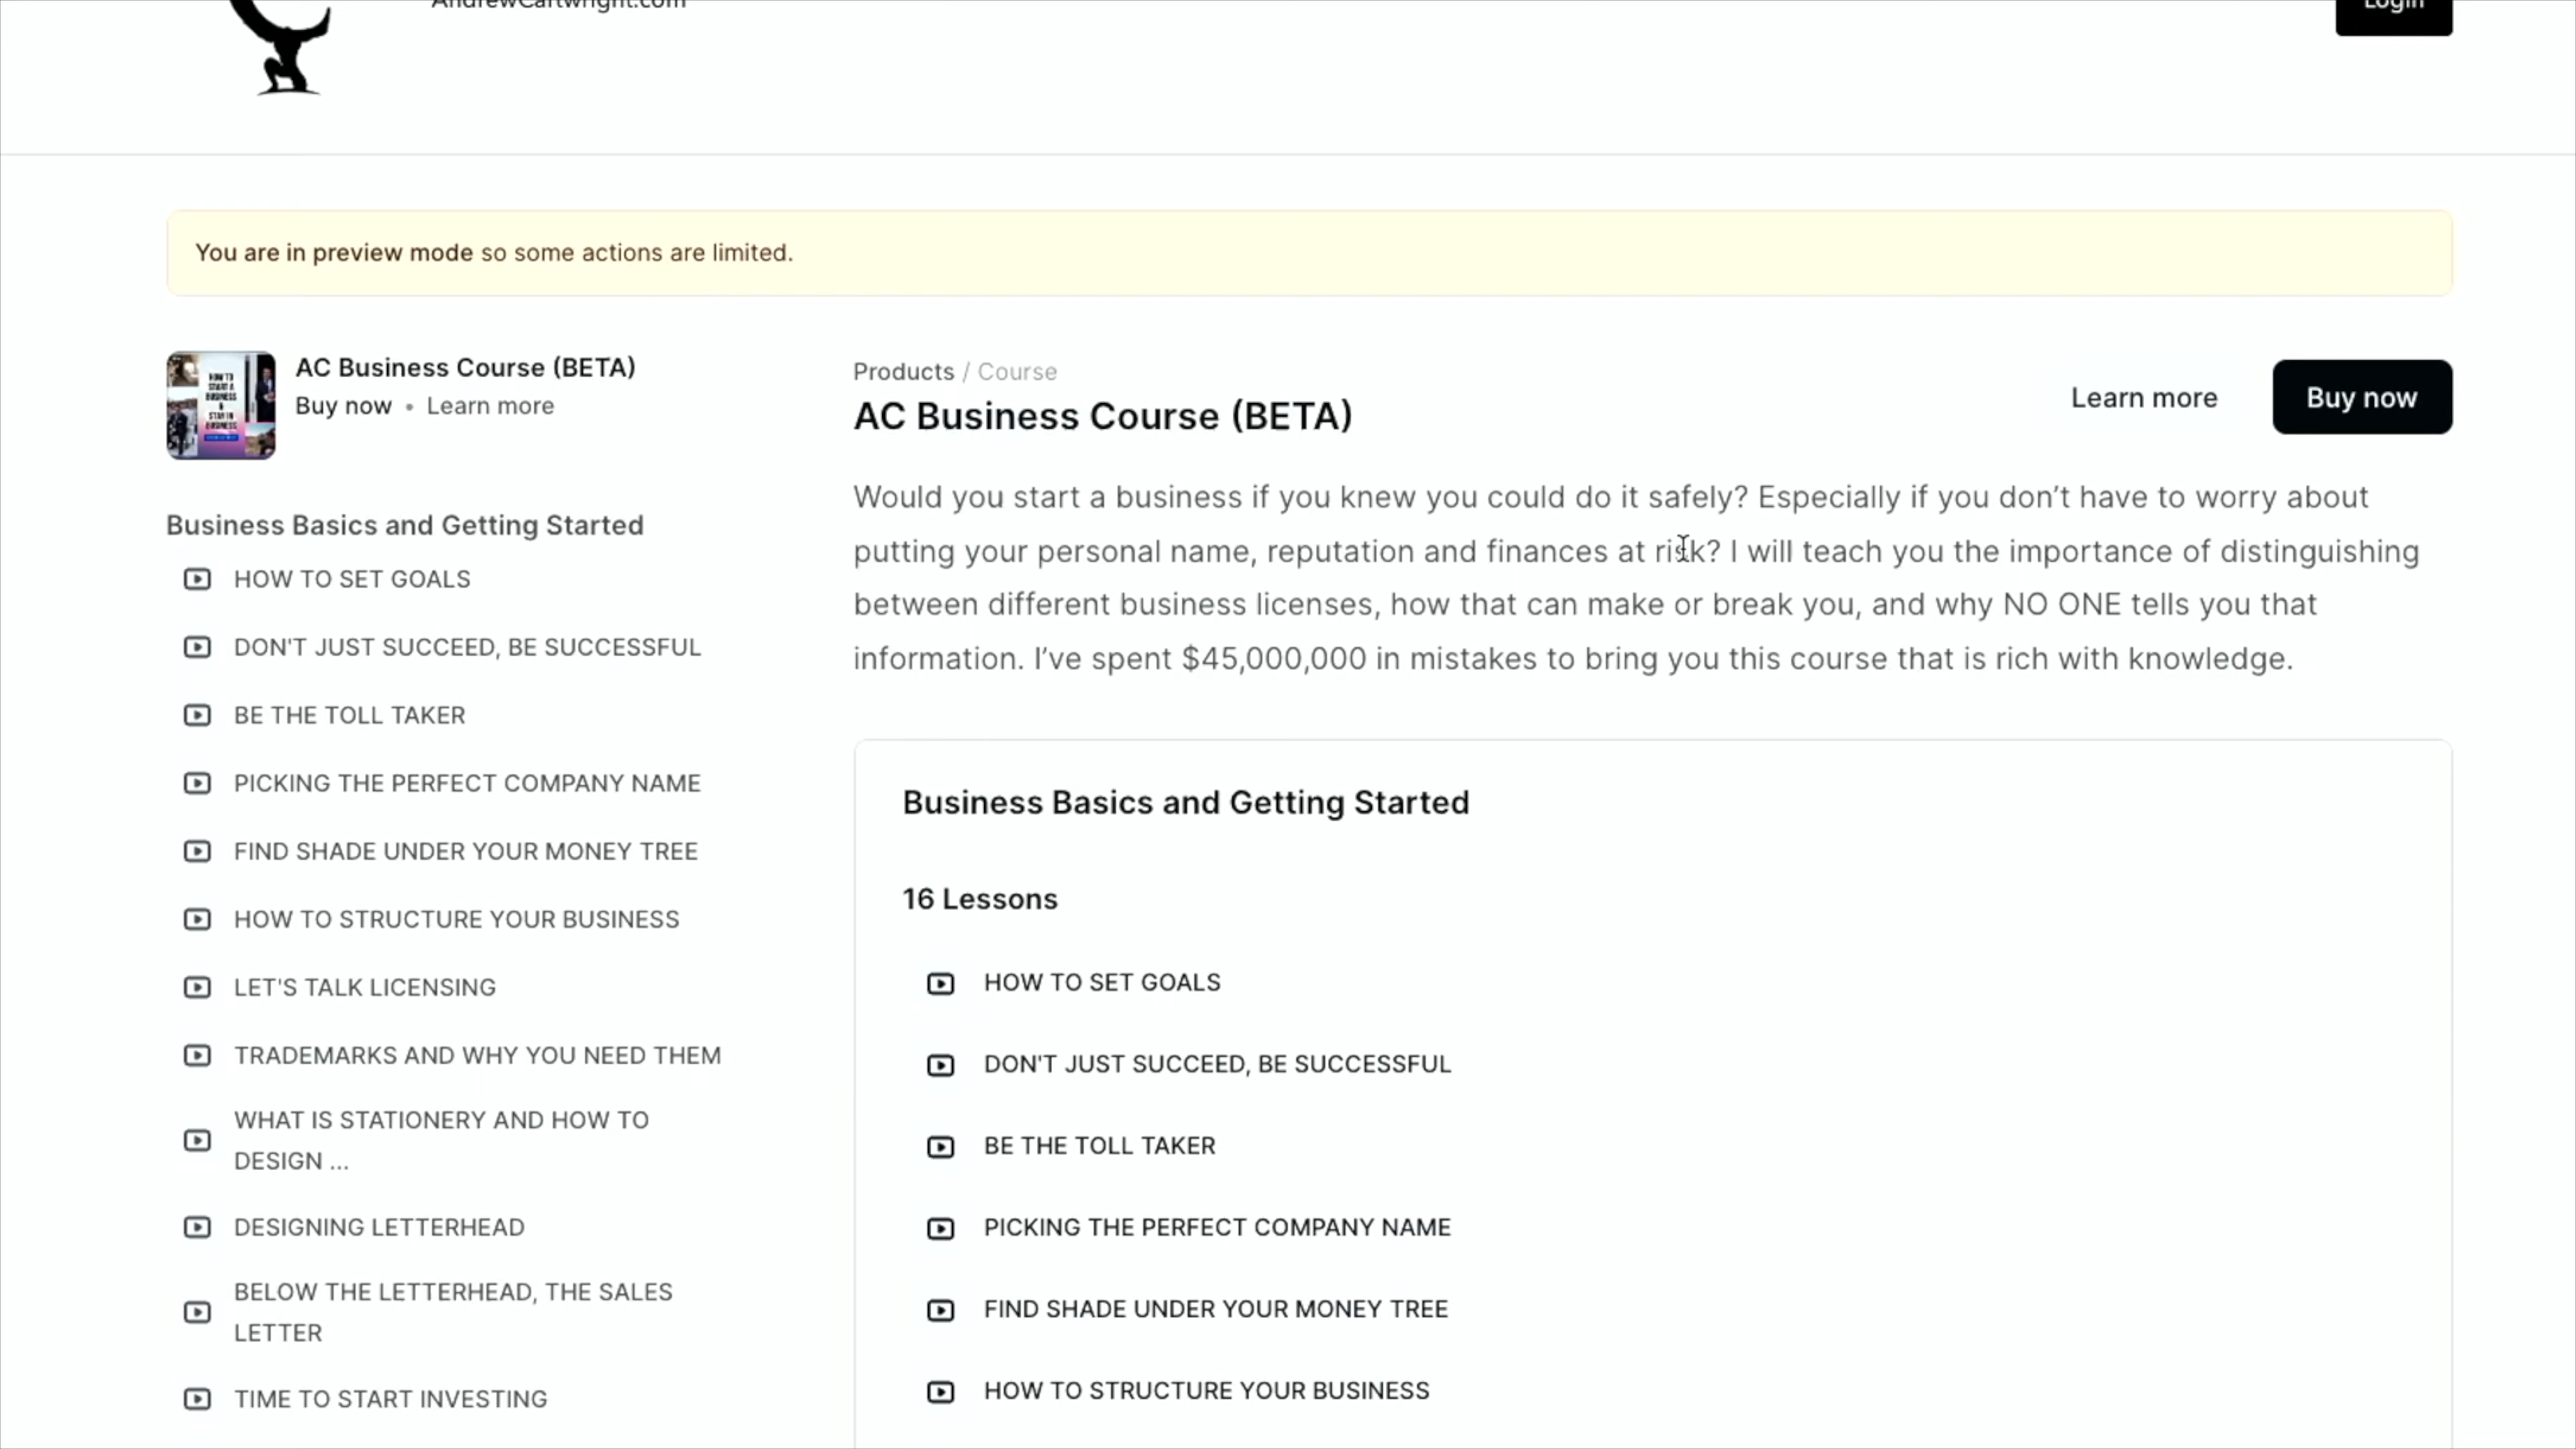 AndrewCartwright.com
Login
You are in preview mode so some actions are limited.
HOW TO
START A
BUSINESS
&
STAY IN
BUSINESS
AC Business Course (BETA)
Buy now • Learn more
Business Basics and Getting Started
HOW TO SET GOALS
DON'T JUST SUCCEED, BE SUCCESSFUL
BE THE TOLL TAKER
PICKING THE PERFECT COMPANY NAME
FIND SHADE UNDER YOUR MONEY TREE
HOW TO STRUCTURE YOUR BUSINESS
LET'S TALK LICENSING
TRADEMARKS AND WHY YOU NEED THEM
WHAT IS STATIONERY AND HOW TO
DESIGN ...
DESIGNING LETTERHEAD
BELOW THE LETTERHEAD, THE SALES
LETTER
TIME TO START INVESTING
Products / Course
AC Business Course (BETA)
Learn more
Buy now
Would you start a business if you knew you could do it safely? Especially if you don’t have to worry about
putting your personal name, reputation and finances at risk? I will teach you the importance of distinguishing
between different business licenses, how that can make or break you, and why NO ONE tells you that
information. I’ve spent $45,000,000 in mistakes to bring you this course that is rich with knowledge.
Business Basics and Getting Started
16 Lessons
HOW TO SET GOALS
DON'T JUST SUCCEED, BE SUCCESSFUL
BE THE TOLL TAKER
PICKING THE PERFECT COMPANY NAME
FIND SHADE UNDER YOUR MONEY TREE
HOW TO STRUCTURE YOUR BUSINESS